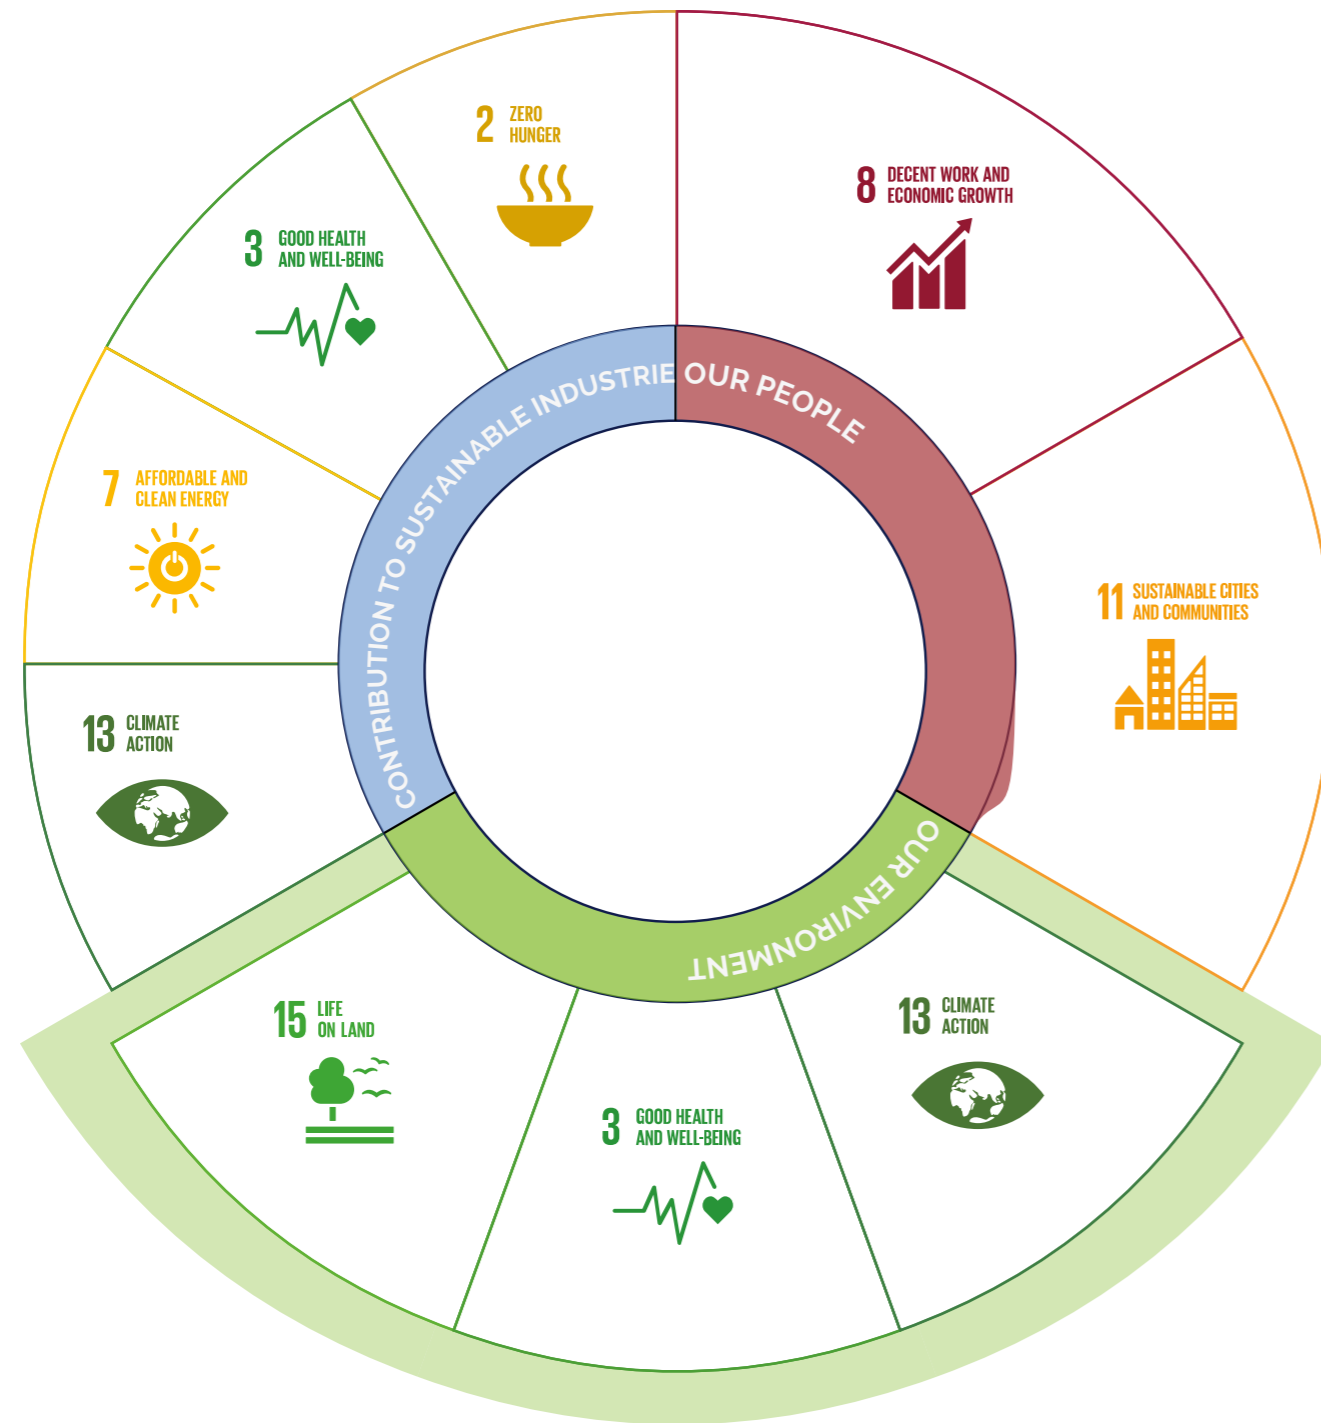 2 ZERO
HUNGER
8 DECENT WORK AND
ECONOMIC GROWTH
3 GOOD HEALTH
AND WELL-BEING
CONTRIBUTION TO SUSTAINABLE INDUSTRIE
OUR PEOPLE
7 AFFORDABLE AND
CLEAN ENERGY
11 SUSTAINABLE CITIES
AND COMMUNITIES
13 CLIMATE
ACTION
OUR ENVIRONMENT
15 LIFE
ON LAND
13 CLIMATE
ACTION
3 GOOD HEALTH
AND WELL-BEING